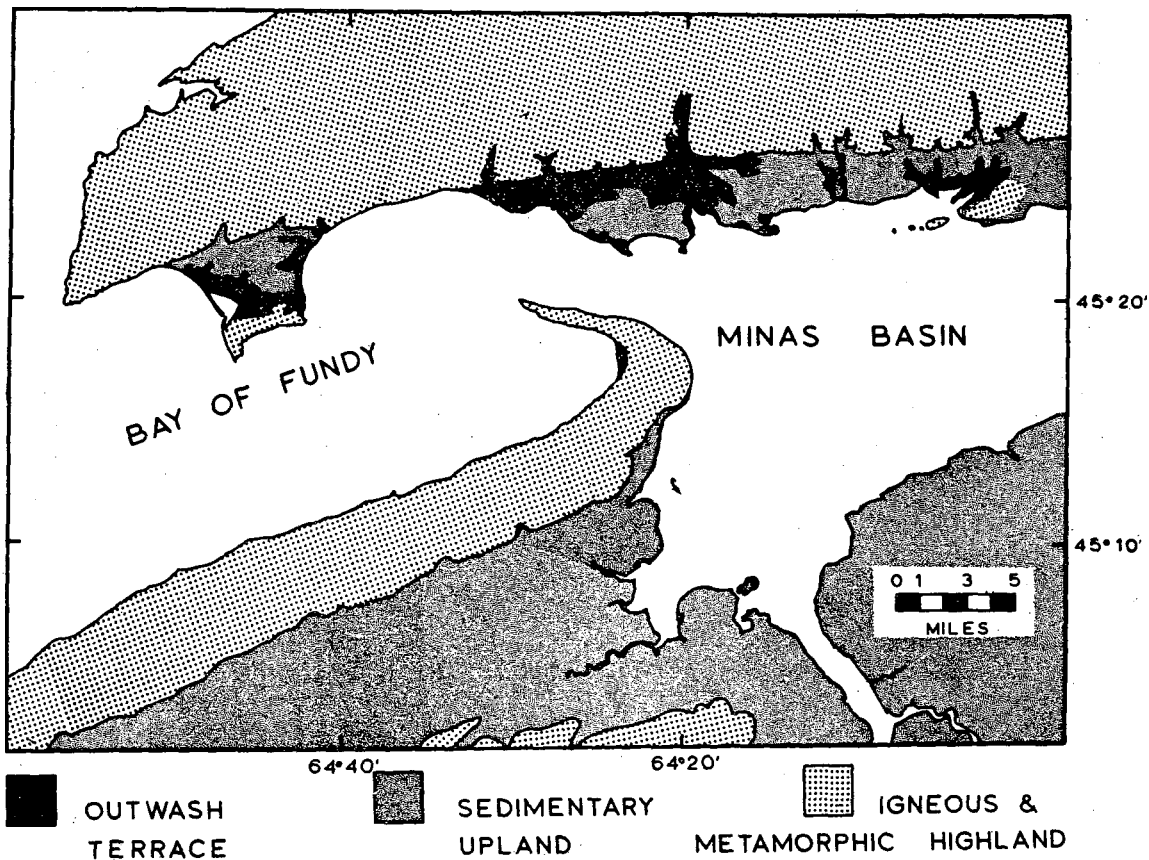 45° 20'
MINAS BASIN
BAY OF FUNDY
45° 10'
0 1 3 5
MILES
64° 40' 64° 20'
OUTWASH TERRACE
SEDIMENTARY UPLAND
IGNEOUS & METAMORPHIC HIGHLAND